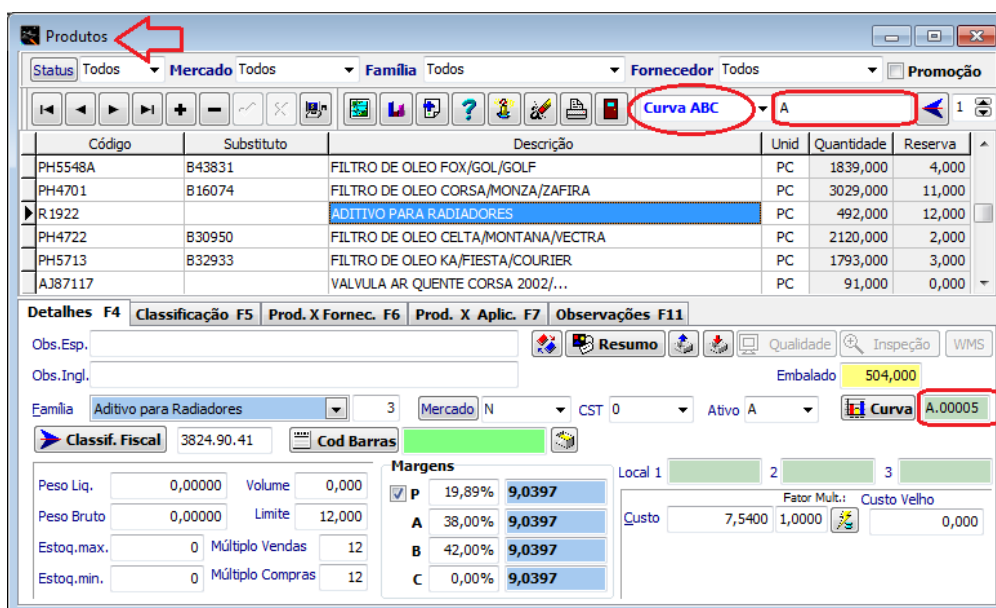 Produtos
Status Todos Mercado Todos Família Todos Fornecedor Todos Promoção
Curva ABC A 1
Código Substituto Descrição Unid Quantidade Reserva
PH5548A B43831 FILTRO DE OLEO FOX/GOL/GOLF PC 1839,000 4,000
PH4701 B16074 FILTRO DE OLEO CORSA/MONZA/ZAFIRA PC 3029,000 11,000
R1922 ADITIVO PARA RADIADORES PC 492,000 12,000
PH4722 B30950 FILTRO DE OLEO CELTA/MONTANA/VECTRA PC 2120,000 2,000
PH5713 B32933 FILTRO DE OLEO KA/FIESTA/COURIER PC 1793,000 3,000
AJ87117 VALVULA AR QUENTE CORSA 2002/... PC 91,000 0,000
Detalhes F4 Classificação F5 Prod. X Fornec. F6 Prod. X Aplic. F7 Observações F11
Obs.Esp. Resumo Qualidade Inspeção WMS
Obs.Ingl. Embalado 504,000
Família Aditivo para Radiadores 3 Mercado N CST 0 Ativo A Curva A.00005
Classif. Fiscal 3824.90.41 Cod Barras
Margens Local 1 2 3
Peso Liq. 0,00000 Volume 0,000 P 19,89% 9,0397
Fator Mult.: Custo Velho
Peso Bruto 0,00000 Limite 12,000 A 38,00% 9,0397 Custo 7,5400 1,0000 0,000
Estoq.max. 0 Múltiplo Vendas 12 B 42,00% 9,0397
Estoq.min. 0 Múltiplo Compras 12 C 0,00% 9,0397